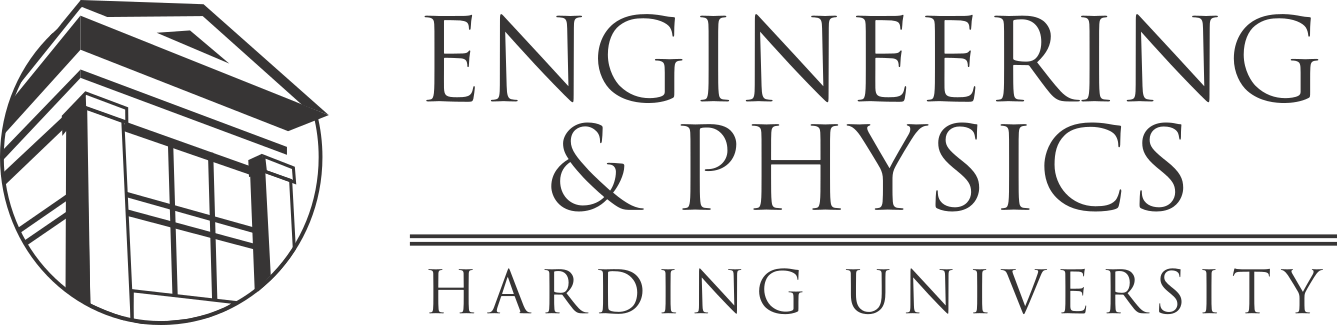 ENGINEERING
& PHYSICS
HARDING UNIVERSITY